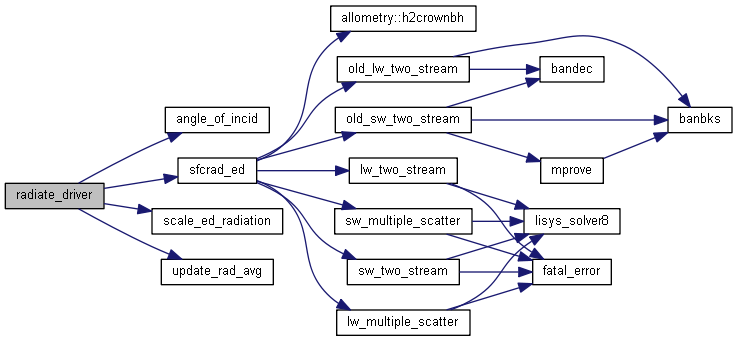 allometry::h2crownbh
old_lw_two_stream
bandec
angle_of_incid
old_sw_two_stream
banbks
sfcrad_ed
lw_two_stream
mprove
radiate_driver
scale_ed_radiation
sw_multiple_scatter
lisys_solver8
update_rad_avg
sw_two_stream
fatal_error
lw_multiple_scatter